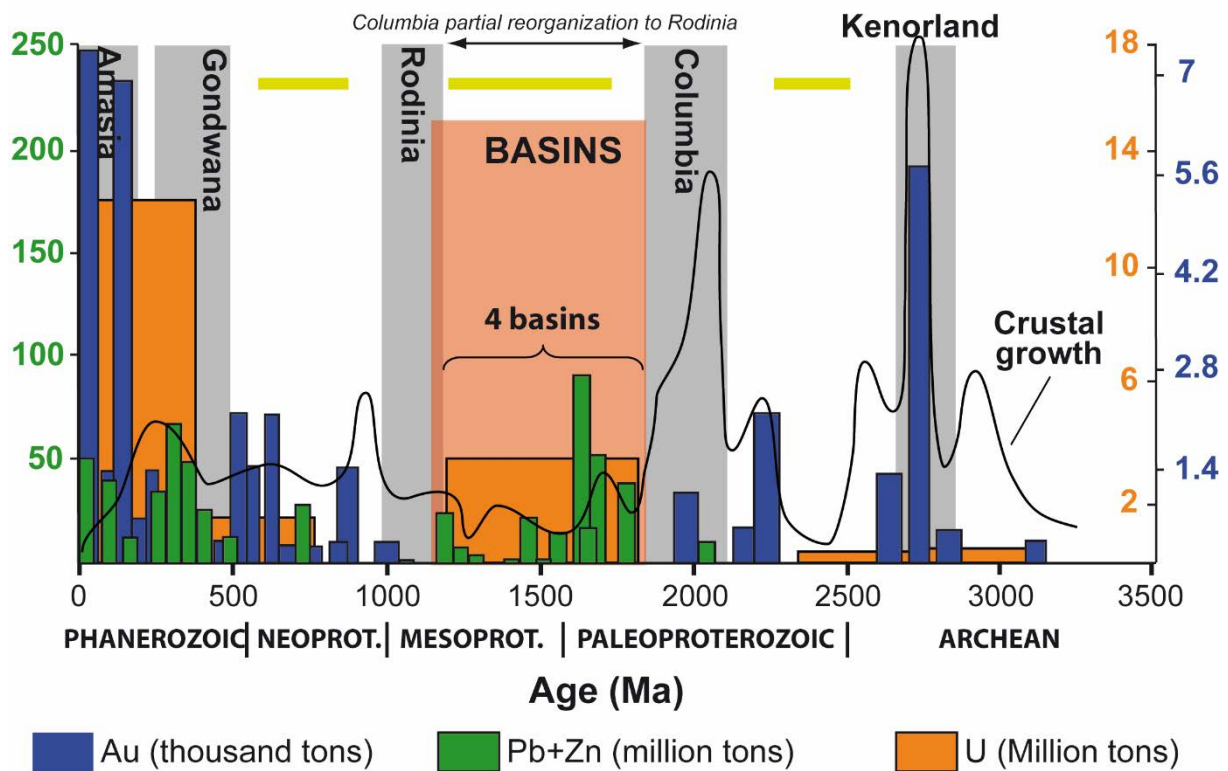 Columbia partial reorganization to Rodinia
Kenorland
250
200
150
100
50
Amasia
Gondwana
Rodinia
Columbia
BASINS
4 basins
Crustal
growth
18
14
10
6
2
7
5.6
4.2
2.8
1.4
0 500 1000 1500 2000 2500 3000 3500
PHANEROZOIC NEOPROT. MESOPROT. PALEOPROTEROZOIC ARCHEAN
Age (Ma)
Au (thousand tons) Pb+Zn (million tons) U (Million tons)